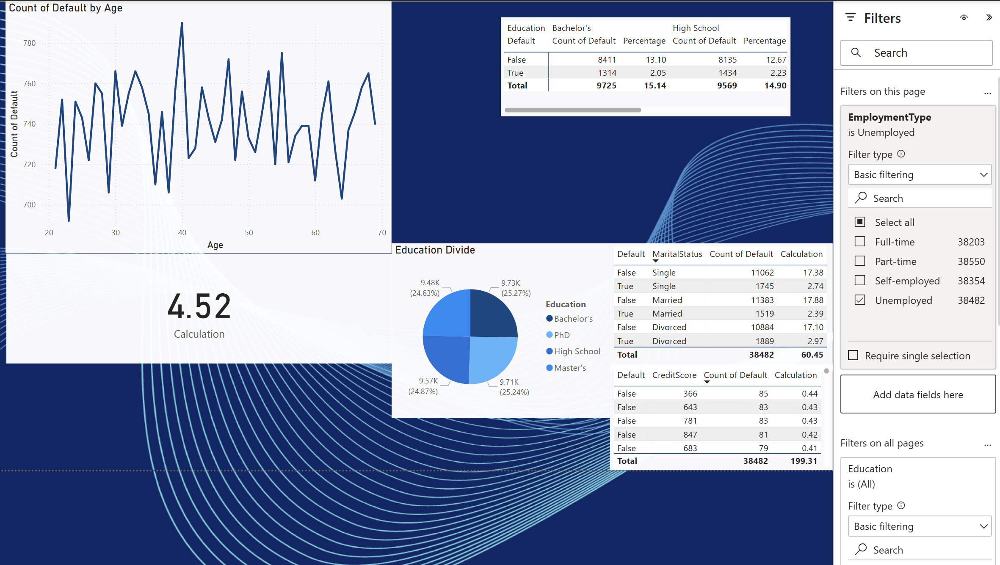 Count of Default by Age
Count of Default
780
760
740
720
700
20 30 40 50 60 70
Age
4.52
Calculation
Education Bachelor's High School
Default Count of Default Percentage Count of Default Percentage
False 8411 13.10 8135 12.67
True 1314 2.05 1434 2.23
Total 9725 15.14 9569 14.90
Education Divide
9.48K
(24.63%)
9.73K
(25.27%)
9.57K
(24.87%)
9.71K
(25.24%)
Education
Bachelor's
PhD
High School
Master's
Default MaritalStatus Count of Default Calculation
False Single 11062 17.38
True Single 1745 2.74
False Married 11383 17.88
True Married 1519 2.39
False Divorced 10884 17.10
True Divorced 1889 2.97
Total 38482 60.45
Default CreditScore Count of Default Calculation
False 366 85 0.44
False 643 83 0.43
False 781 83 0.43
False 847 81 0.42
False 683 79 0.41
Total 38482 199.31
Filters
Search
Filters on this page ...
EmploymentType
is Unemployed
Filter type
Basic filtering
Search
Select all
Full-time 38203
Part-time 38550
Self-employed 38354
Unemployed 38482
Require single selection
Add data fields here
Filters on all pages ...
Education
is (All)
Filter type
Basic filtering
Search